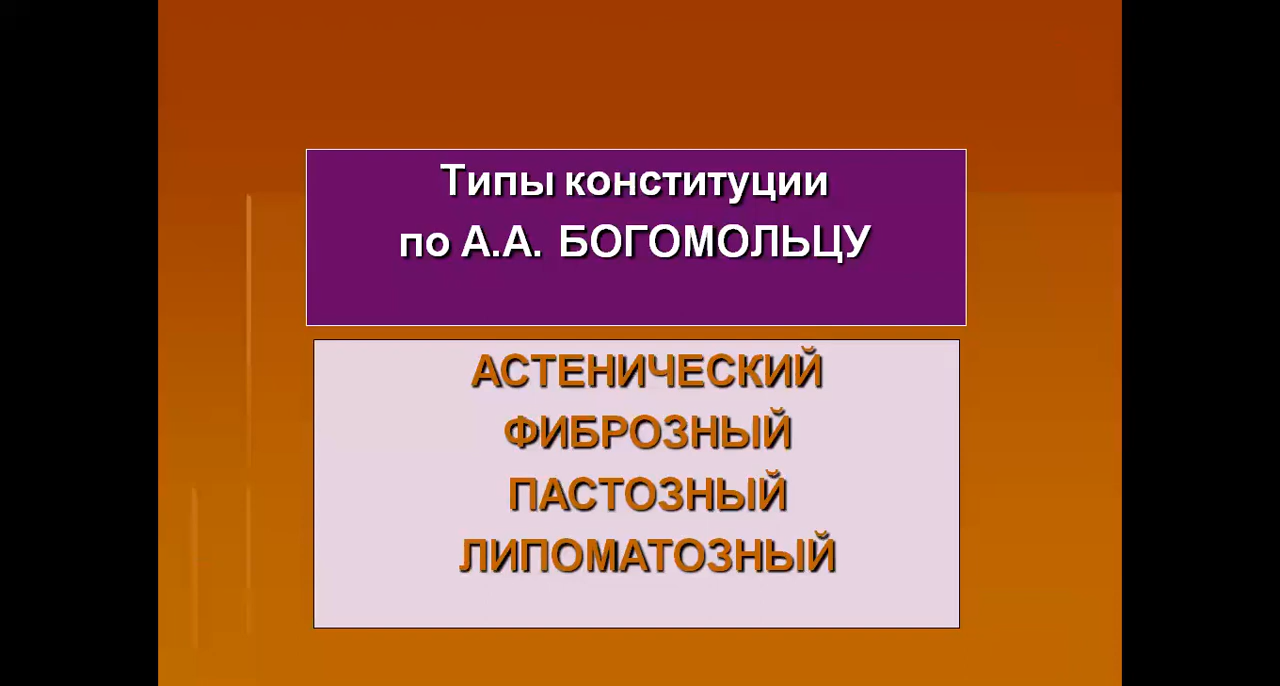 Типы конституции
по А.А. БОГОМОЛЬЦУ
АСТЕНИЧЕСКИЙ
ФИБРОЗНЫЙ
ПАСТОЗНЫЙ
ЛИПОМАТОЗНЫЙ